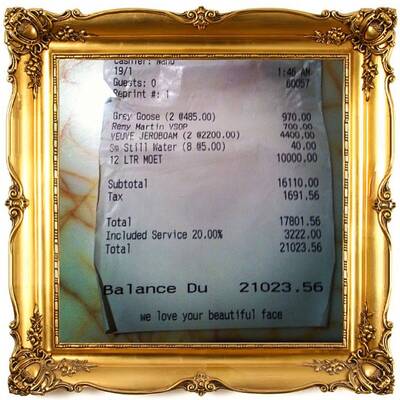 Cashier: Nano
19/1 1:46 AM
Guests: 0 60057
Reprint #: 1
Grey Goose (2 @485.00) 970.00
Remy Martin VSOP 700.00
VEUVE JEROBOAM (2 @2200.00) 4400.00
Sm Still Water (8 @5.00) 40.00
12 LTR MOET 10000.00
Subtotal 16110.00
Tax 1691.56
Total 17801.56
Included Service 20.00% 3222.00
Total 21023.56
Balance Du 21023.56
we love your beautiful face